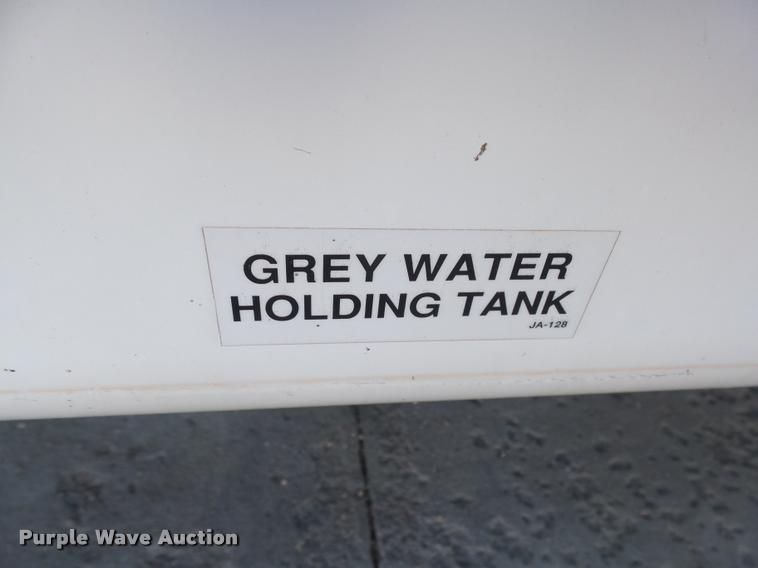 GREY WATER
HOLDING TANK
JA-128
Purple Wave Auction